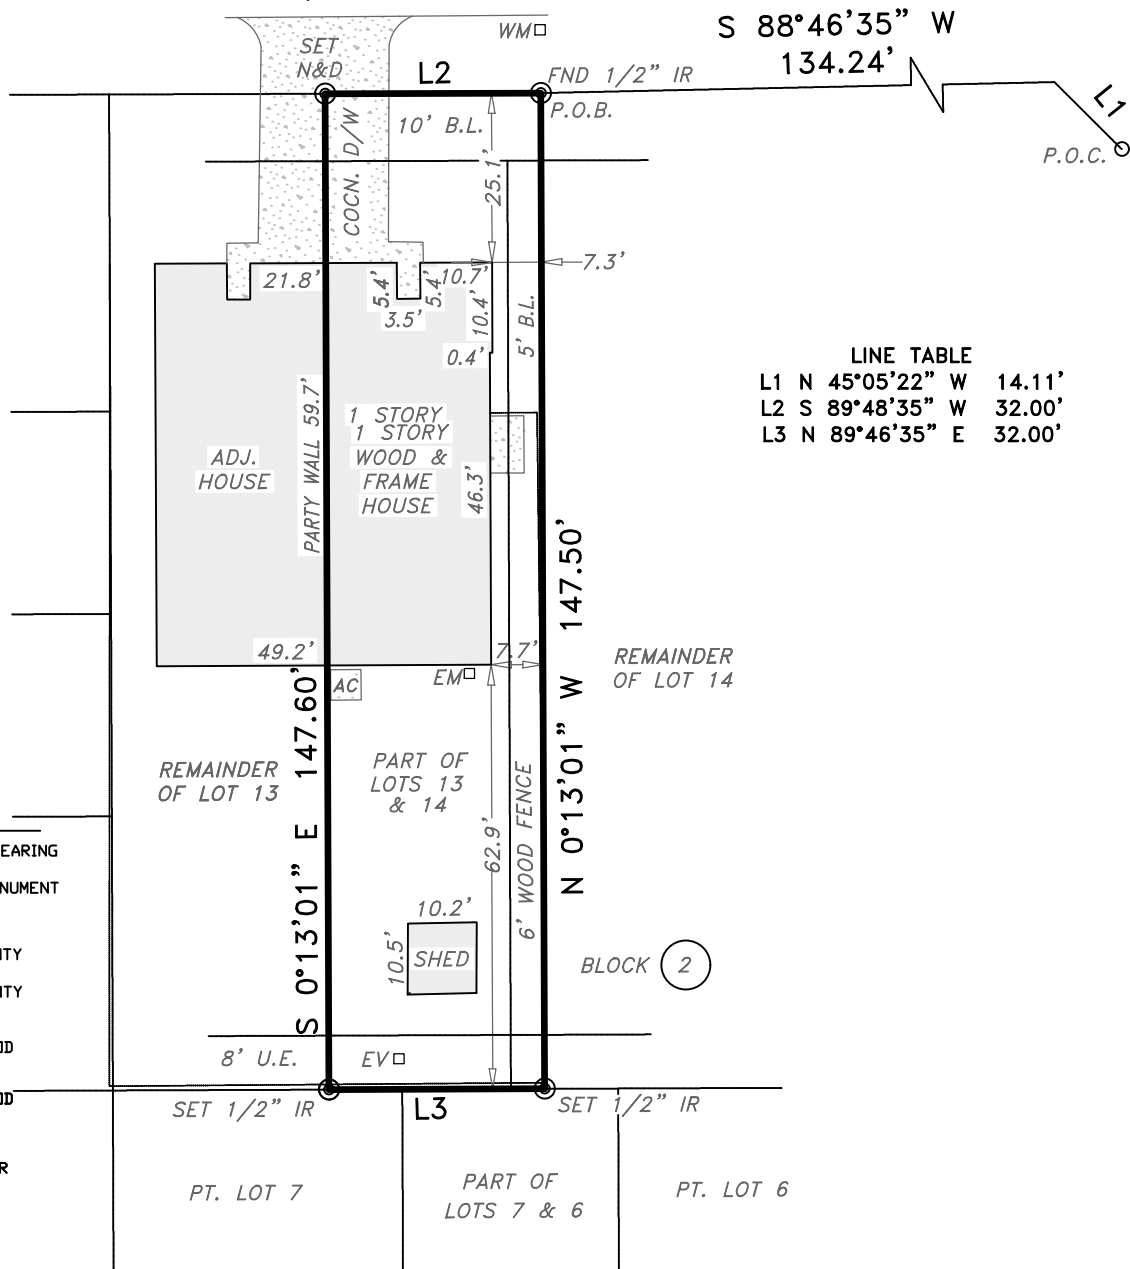 S 88°46'35" W
134.24'
WM
SET
N&D
L2
FND 1/2" IR
P.O.B.
L1
P.O.C.
10' B.L.
COCN. D/W
25.1'
7.3'
21.8'
5.4'
5.4'
10.7'
3.5'
10.4'
0.4'
5' B.L.
LINE TABLE
L1 N 45°05'22" W 14.11'
L2 S 89°48'35" W 32.00'
L3 N 89°46'35" E 32.00'
PARTY WALL 59.7'
1 STORY
1 STORY
WOOD &
FRAME
HOUSE
ADJ.
HOUSE
46.3'
N 0°13'01" W 147.50'
49.2'
7.7'
AC
EM
REMAINDER
OF LOT 14
S 0°13'01" E 147.60'
REMAINDER
OF LOT 13
PART OF
LOTS 13
& 14
62.9'
6' WOOD FENCE
EARING
NUMENT
10.2'
10.5'
SHED
BLOCK 2
8' U.E.
EV
SET 1/2" IR
L3
SET 1/2" IR
PT. LOT 7
PART OF
LOTS 7 & 6
PT. LOT 6